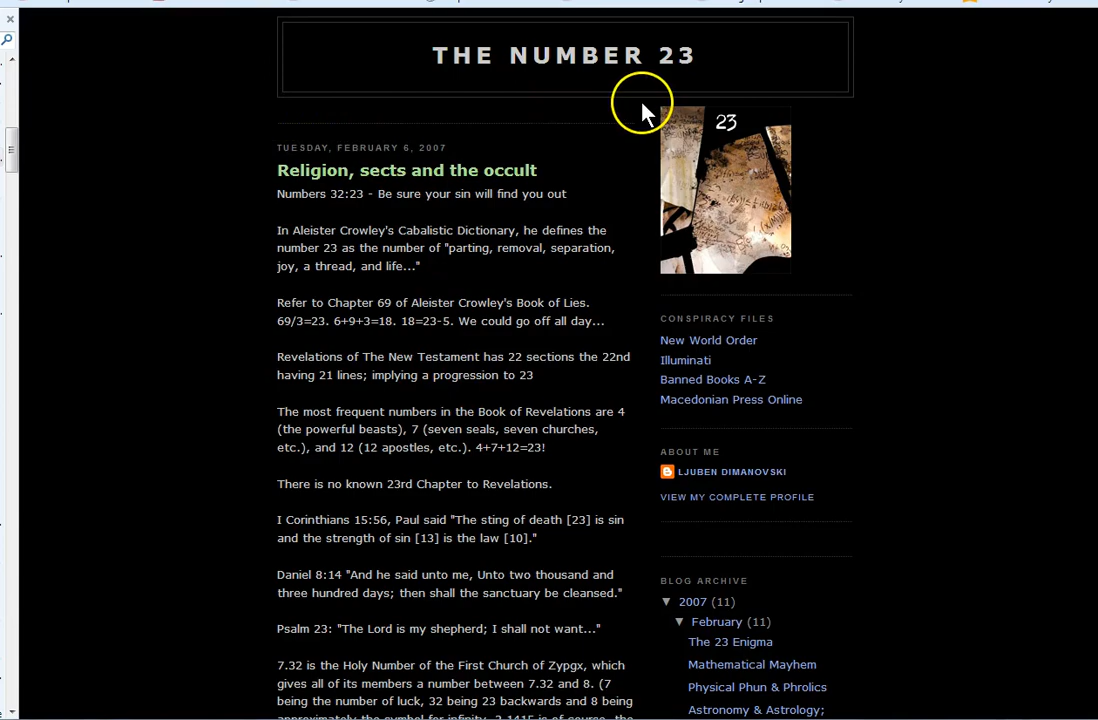 THE NUMBER 23
23
TUESDAY, FEBRUARY 6, 2007
Religion, sects and the occult
Numbers 32:23 - Be sure your sin will find you out
In Aleister Crowley's Cabalistic Dictionary, he defines the
number 23 as the number of "parting, removal, separation,
joy, a thread, and life..."
Refer to Chapter 69 of Aleister Crowley's Book of Lies.
69/3=23. 6+9+3=18. 18=23-5. We could go off all day...
Revelations of The New Testament has 22 sections the 22nd
having 21 lines; implying a progression to 23
The most frequent numbers in the Book of Revelations are 4
(the powerful beasts), 7 (seven seals, seven churches,
etc.), and 12 (12 apostles, etc.). 4+7+12=23!
There is no known 23rd Chapter to Revelations.
I Corinthians 15:56, Paul said "The sting of death [23] is sin
and the strength of sin [13] is the law [10]."
Daniel 8:14 "And he said unto me, Unto two thousand and
three hundred days; then shall the sanctuary be cleansed."
Psalm 23: "The Lord is my shepherd; I shall not want..."
7.32 is the Holy Number of the First Church of Zypgx, which
gives all of its members a number between 7.32 and 8. (7
being the number of luck, 32 being 23 backwards and 8 being
approximately the symbol for infinity. 3.1415 is of course, the
CONSPIRACY FILES
New World Order
Illuminati
Banned Books A-Z
Macedonian Press Online
ABOUT ME
LJUBEN DIMANOVSKI
VIEW MY COMPLETE PROFILE
BLOG ARCHIVE
▼ 2007 (11)
▼ February (11)
The 23 Enigma
Mathematical Mayhem
Physical Phun & Phrolics
Astronomy & Astrology;